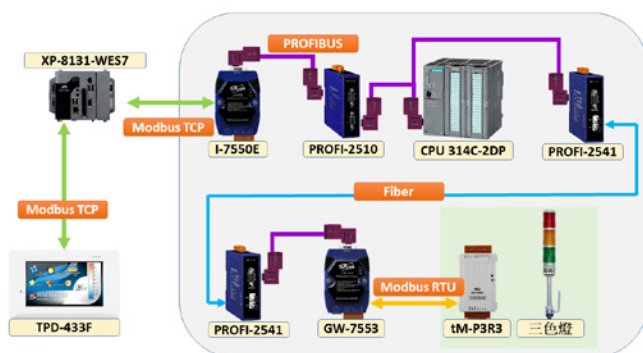 XP-8131-WES7
PROFIBUS
Modbus TCP
I-7550E
PROFI-2510
CPU 314C-2DP
PROFI-2541
Modbus TCP
Fiber
TPD-433F
PROFI-2541
GW-7553
Modbus RTU
tM-P3R3
三色燈